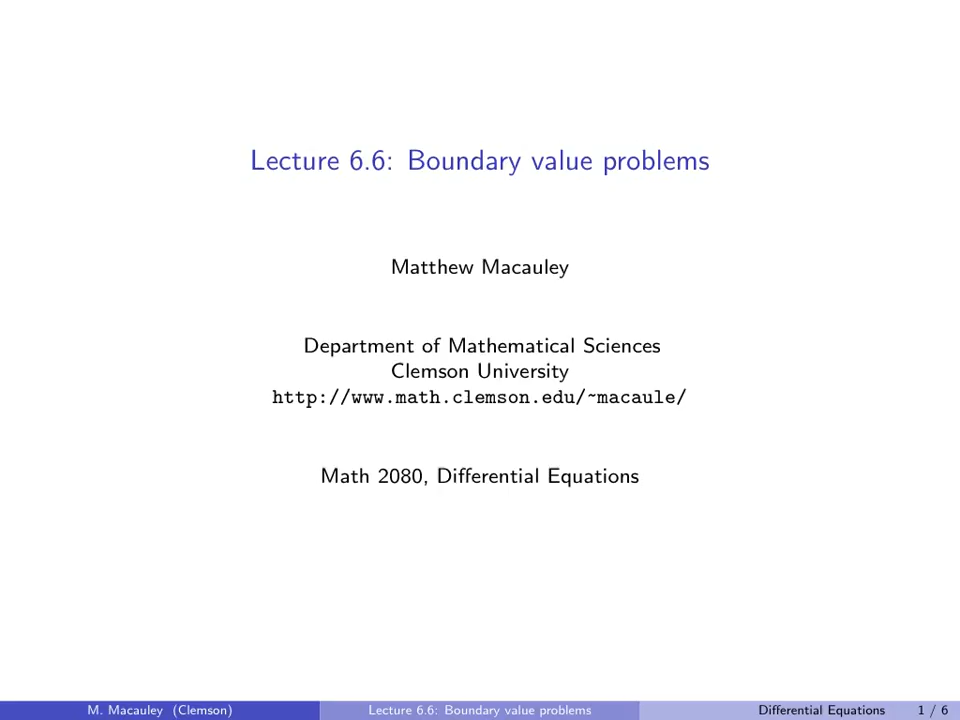 Lecture 6.6: Boundary value problems
Matthew Macauley
Department of Mathematical Sciences
Clemson University
http://www.math.clemson.edu/~macaule/
Math 2080, Differential Equations
M. Macauley (Clemson) Lecture 6.6: Boundary value problems Differential Equations 1 / 6